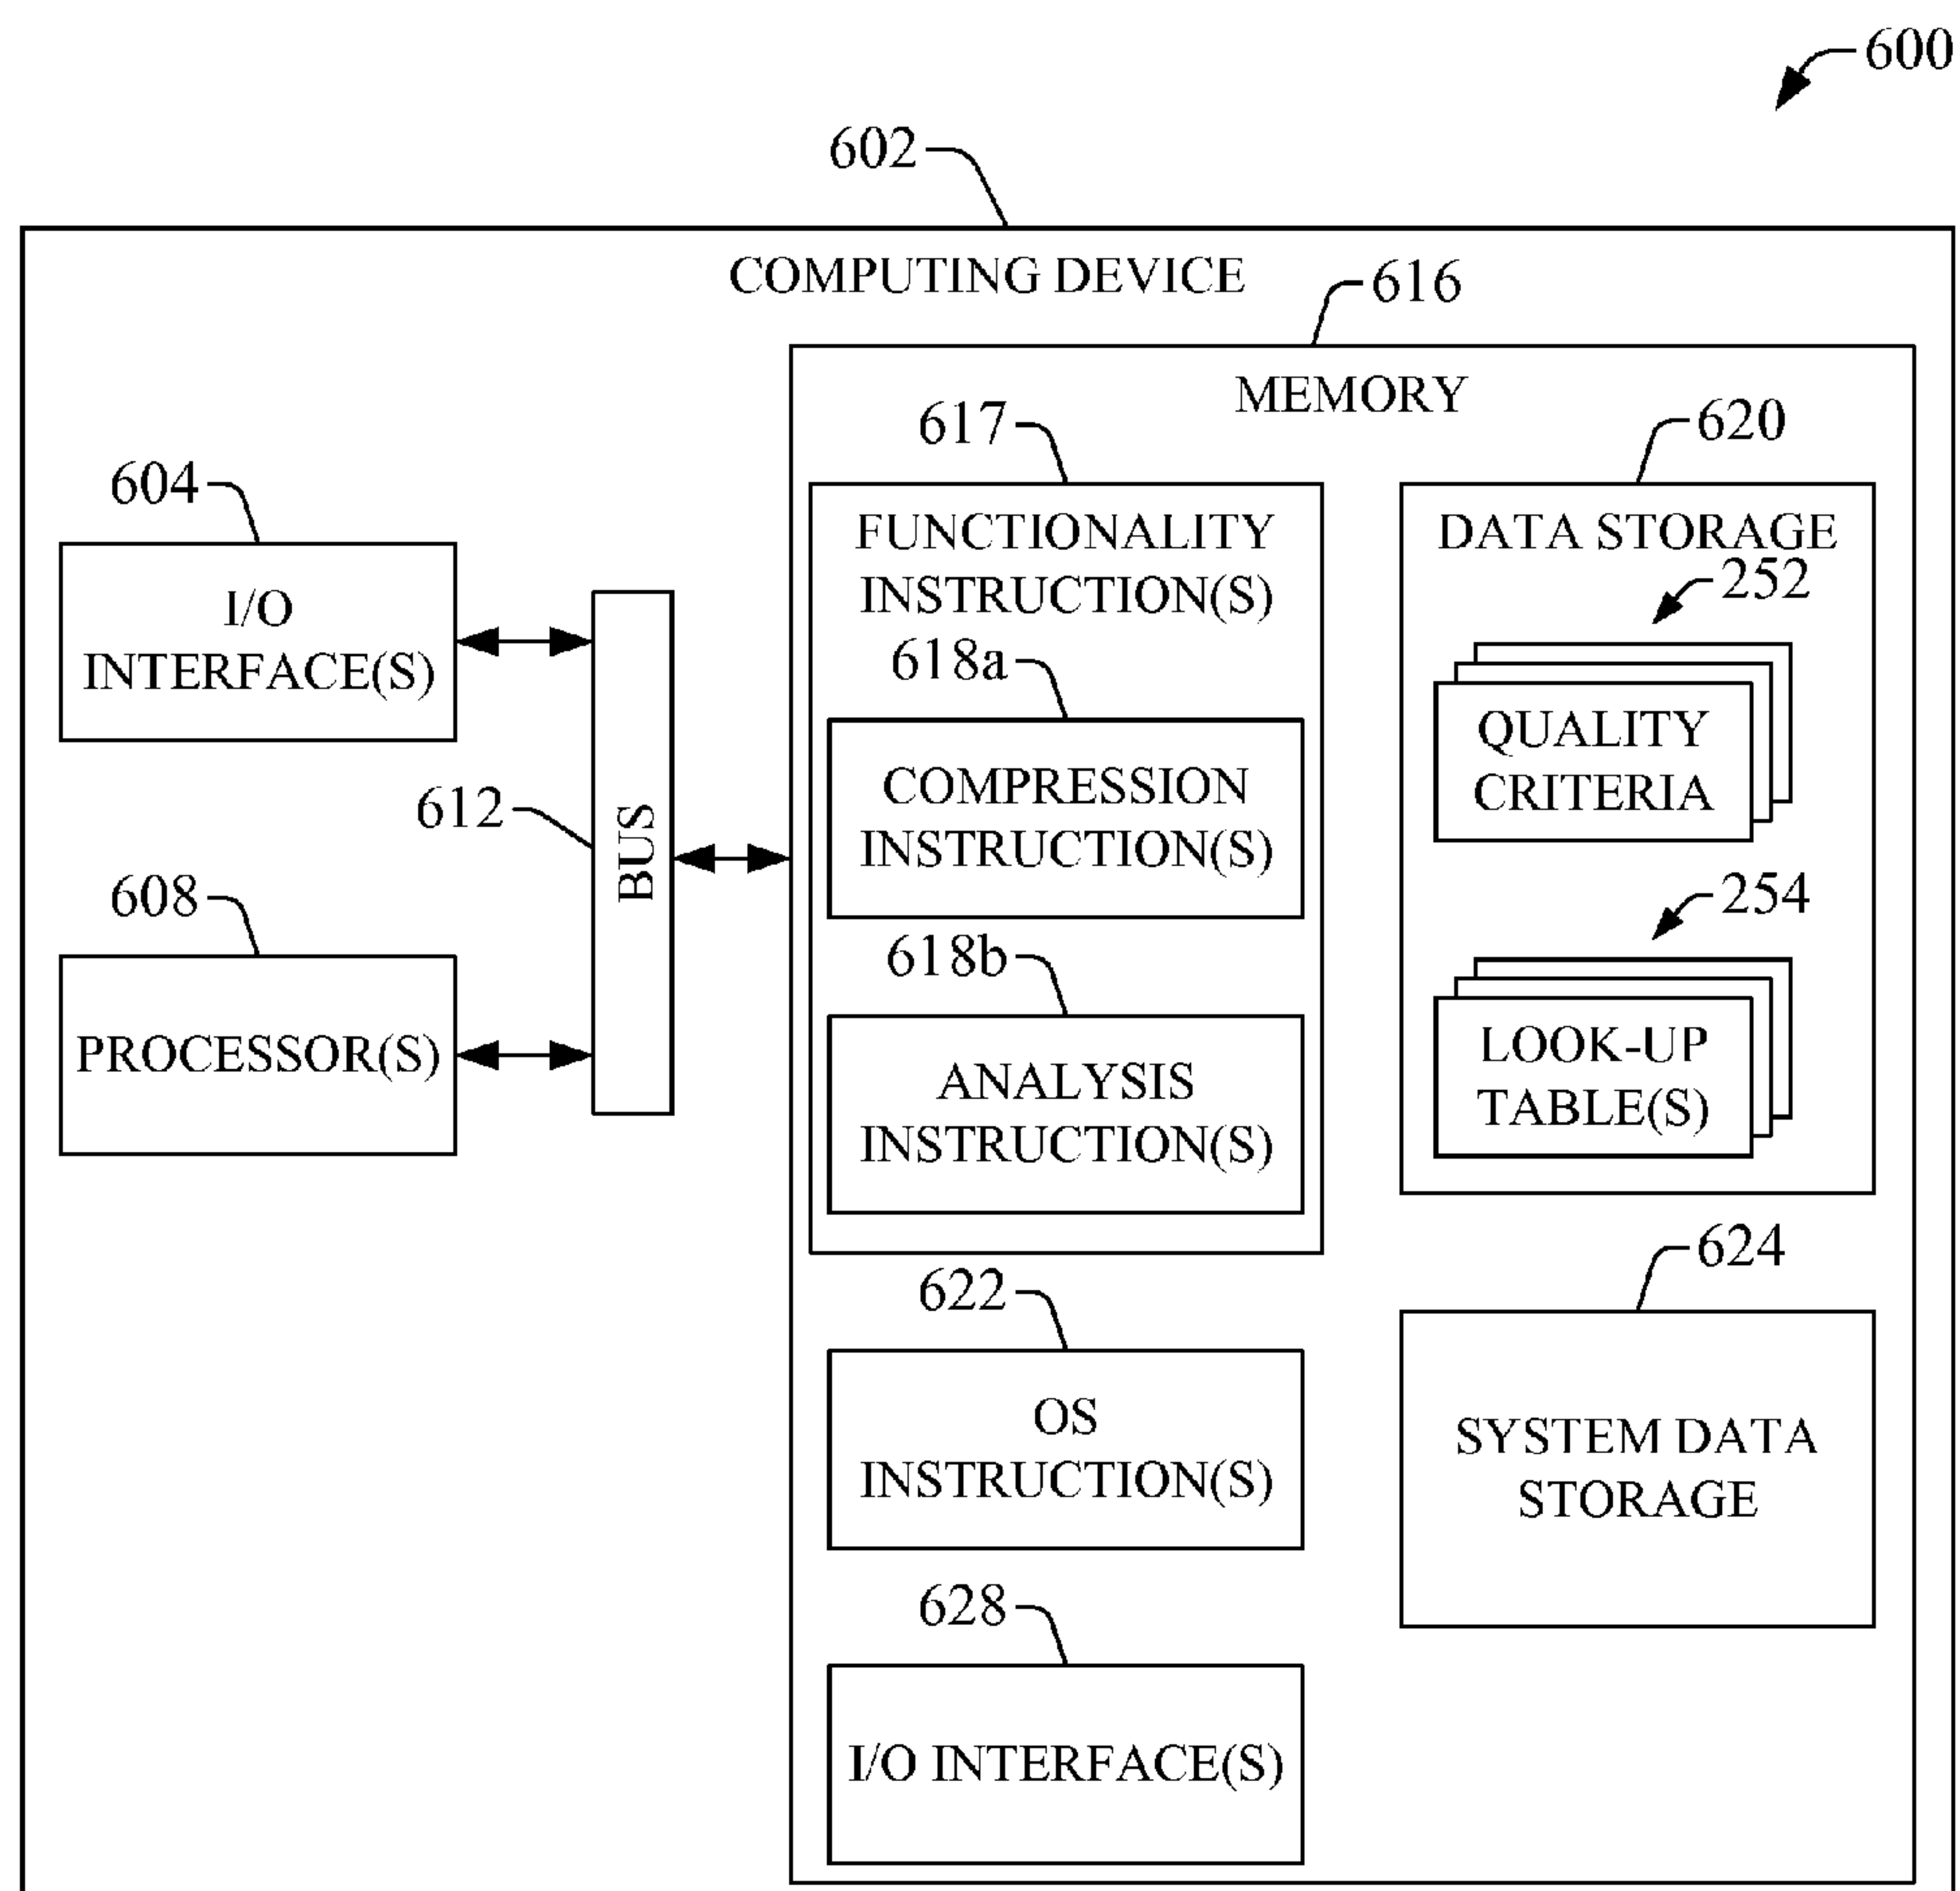 600
602
COMPUTING DEVICE
616
MEMORY
617
620
604
FUNCTIONALITY
INSTRUCTION(S)
DATA STORAGE
252
I/O
INTERFACE(S)
618a
QUALITY
CRITERIA
COMPRESSION
INSTRUCTION(S)
612
BUS
608
254
618b
PROCESSOR(S)
LOOK-UP
TABLE(S)
ANALYSIS
INSTRUCTION(S)
624
622
OS
INSTRUCTION(S)
SYSTEM DATA
STORAGE
628
I/O INTERFACE(S)